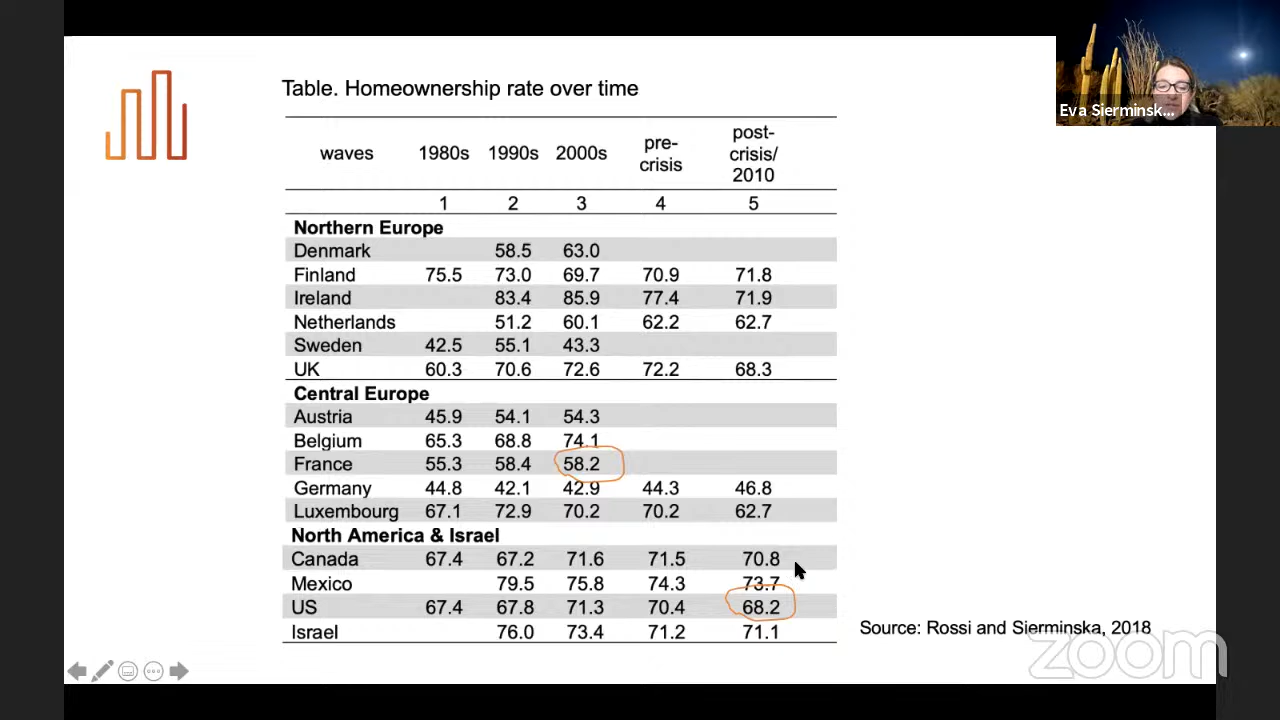 Table. Homeownership rate over time
waves 1980s 1990s 2000s pre-crisis post-crisis/2010
1 2 3 4 5
Northern Europe
Denmark 58.5 63.0
Finland 75.5 73.0 69.7 70.9 71.8
Ireland 83.4 85.9 77.4 71.9
Netherlands 51.2 60.1 62.2 62.7
Sweden 42.5 55.1 43.3
UK 60.3 70.6 72.6 72.2 68.3
Central Europe
Austria 45.9 54.1 54.3
Belgium 65.3 68.8 74.1
France 55.3 58.4 58.2
Germany 44.8 42.1 42.9 44.3 46.8
Luxembourg 67.1 72.9 70.2 70.2 62.7
North America & Israel
Canada 67.4 67.2 71.6 71.5 70.8
Mexico 79.5 75.8 74.3 73.7
US 67.4 67.8 71.3 70.4 68.2
Israel 76.0 73.4 71.2 71.1
Source: Rossi and Sierminska, 2018
Eva Sierminsk...
zoom